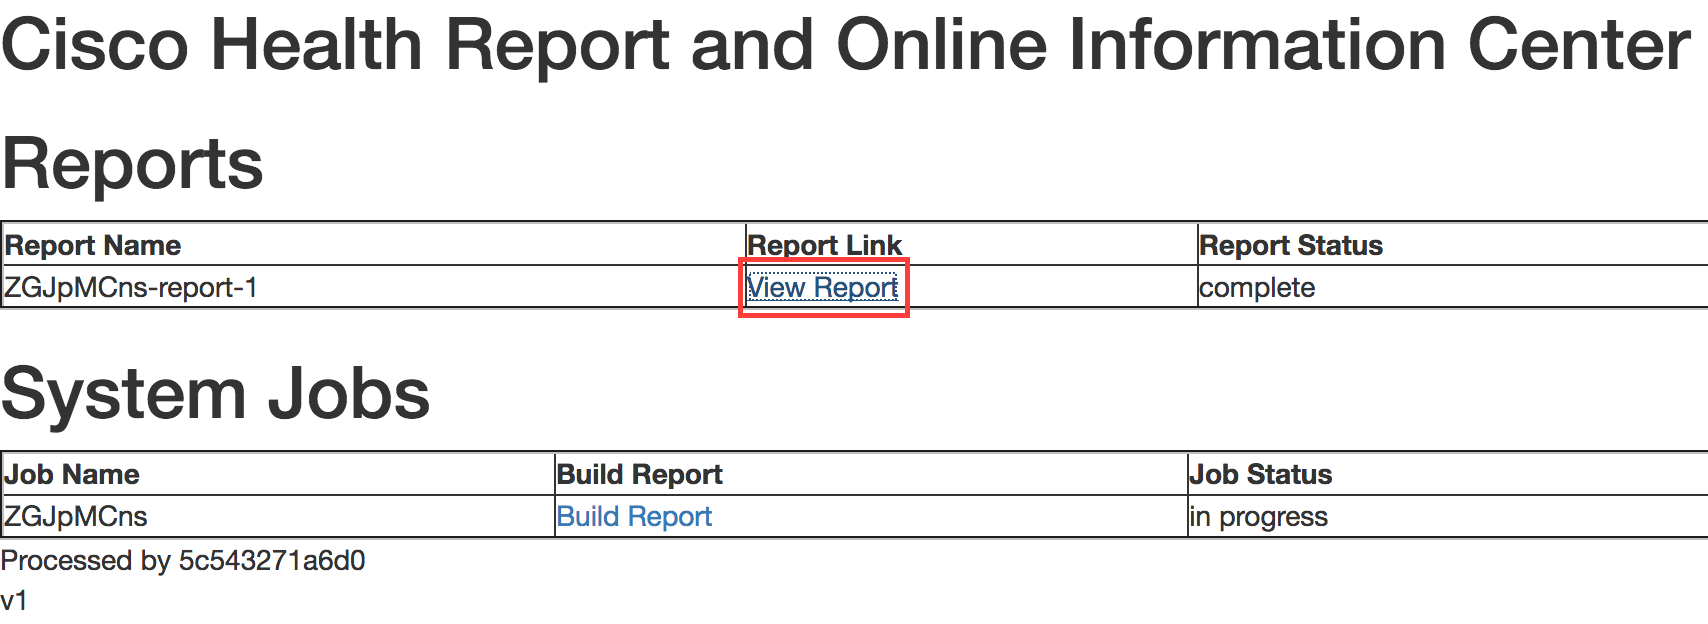 Cisco Health Report and Online Information Center
Reports
Report Name Report Link Report Status
ZGJpMCns-report-1 View Report complete
System Jobs
Job Name Build Report Job Status
ZGJpMCns Build Report in progress
Processed by 5c543271a6d0
v1